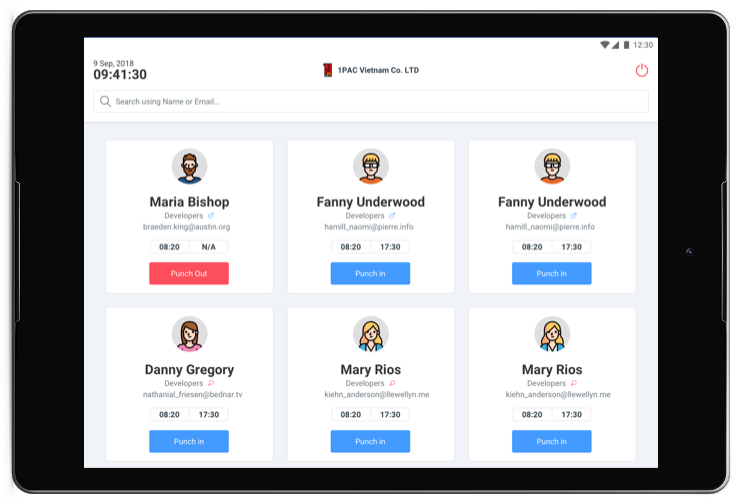 12:30
9 Sep, 2018
09:41:30
1PAC Vietnam Co. LTD
Search using Name or Email...
Maria Bishop
Developers
braeden.king@austin.org
08:20 N/A
Punch Out
Fanny Underwood
Developers
hamill_naomi@pierre.info
08:20 17:30
Punch in
Fanny Underwood
Developers
hamill_naomi@pierre.info
08:20 17:30
Punch in
Danny Gregory
Developers
nathanial_friesen@bednar.tv
08:20 17:30
Punch in
Mary Rios
Developers
kiehn_anderson@llewellyn.me
08:20 17:30
Punch in
Mary Rios
Developers
kiehn_anderson@llewellyn.me
08:20 17:30
Punch in